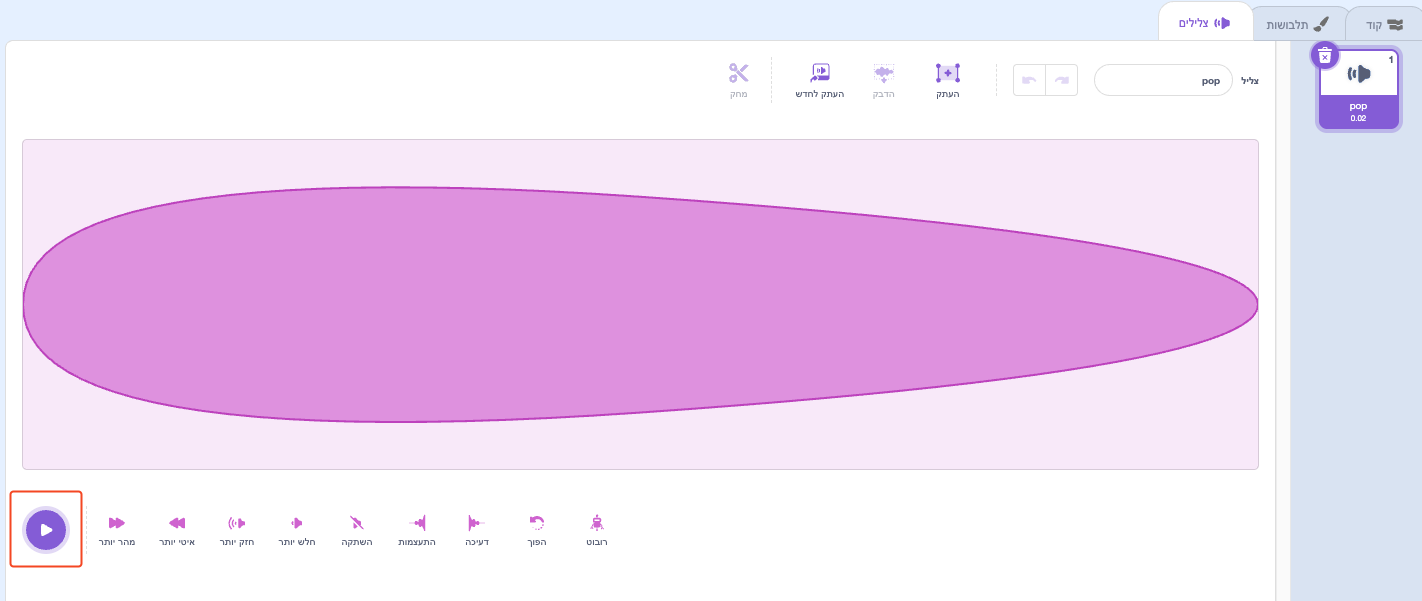 קוד
תלבושות
צלילים
1
pop
0.02
צליל
pop
העתק
הדבק
העתק לחדש
מחק
מהר יותר
איטי יותר
חזק יותר
חלש יותר
השתקה
התעצמות
דעיכה
הפוך
רובוט